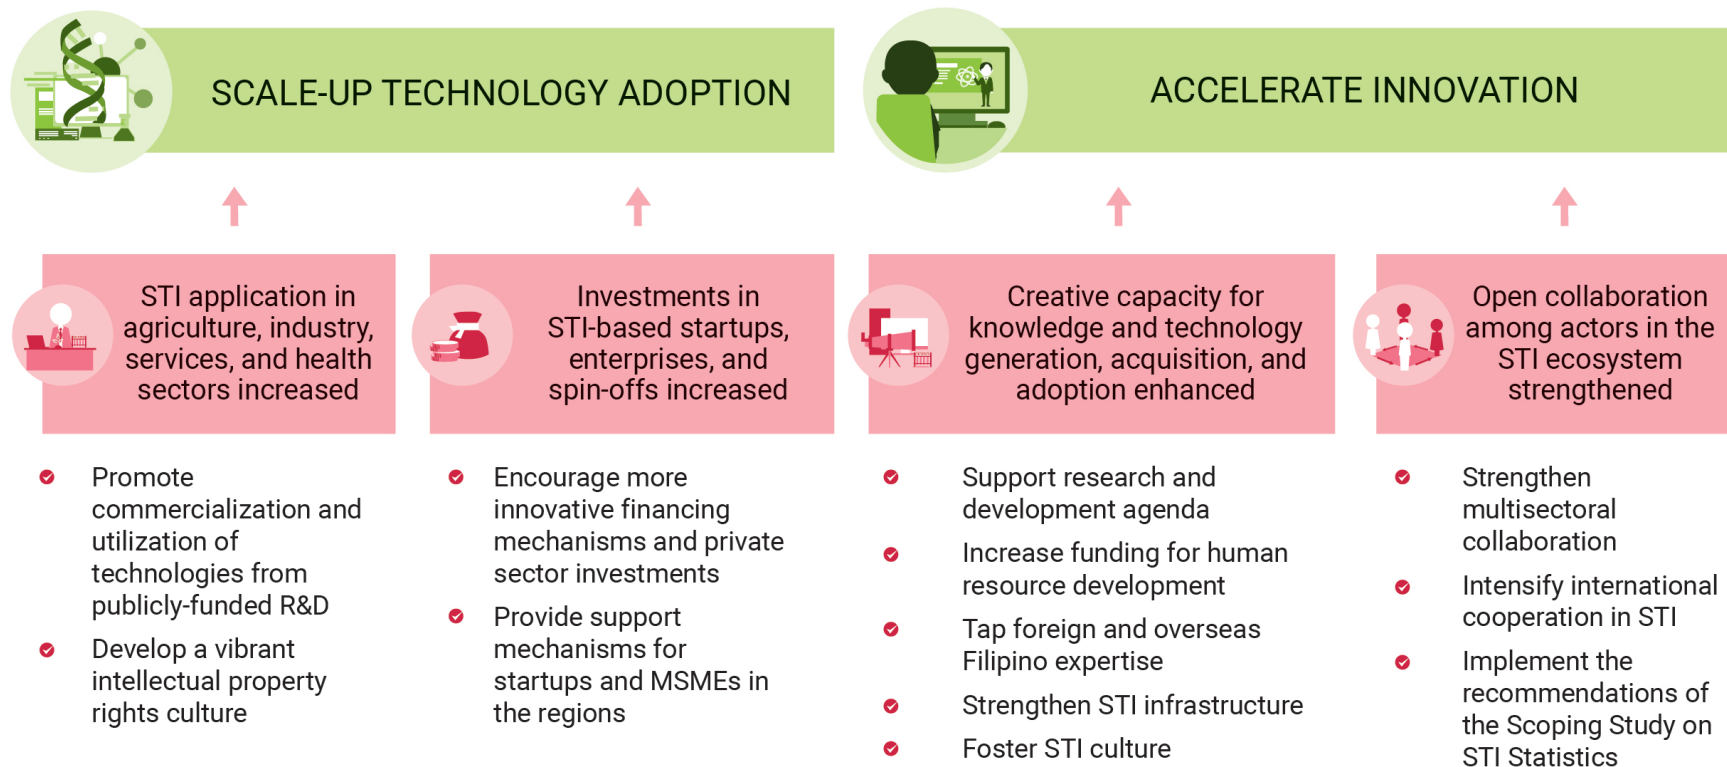 SCALE-UP TECHNOLOGY ADOPTION
ACCELERATE INNOVATION
STI application in
agriculture, industry,
services, and health
sectors increased
Investments in
STI-based startups,
enterprises, and
spin-offs increased
Creative capacity for
knowledge and technology
generation, acquisition, and
adoption enhanced
Open collaboration
among actors in the
STI ecosystem
strengthened
Promote
commercialization and
utilization of
technologies from
publicly-funded R&D
Develop a vibrant
intellectual property
rights culture
Encourage more
innovative financing
mechanisms and private
sector investments
Provide support
mechanisms for
startups and MSMEs in
the regions
Support research and
development agenda
Increase funding for human
resource development
Tap foreign and overseas
Filipino expertise
Strengthen STI infrastructure
Foster STI culture
Strengthen
multisectoral
collaboration
Intensify international
cooperation in STI
Implement the
recommendations of
the Scoping Study on
STI Statistics